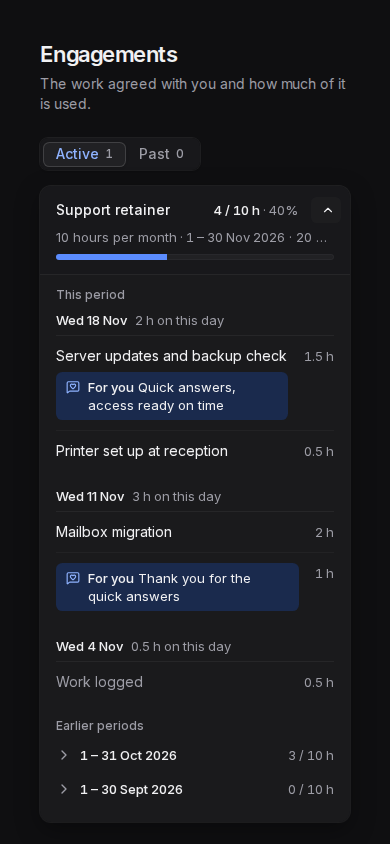 Engagements
The work agreed with you and how much of it
is used.
Active 1 Past 0
Support retainer 4 / 10 h · 40%
10 hours per month · 1 – 30 Nov 2026 · 20 …
This period
Wed 18 Nov 2 h on this day
Server updates and backup check 1.5 h
For you Quick answers,
access ready on time
Printer set up at reception 0.5 h
Wed 11 Nov 3 h on this day
Mailbox migration 2 h
For you Thank you for the 1 h
quick answers
Wed 4 Nov 0.5 h on this day
Work logged 0.5 h
Earlier periods
1 – 31 Oct 2026 3 / 10 h
1 – 30 Sept 2026 0 / 10 h